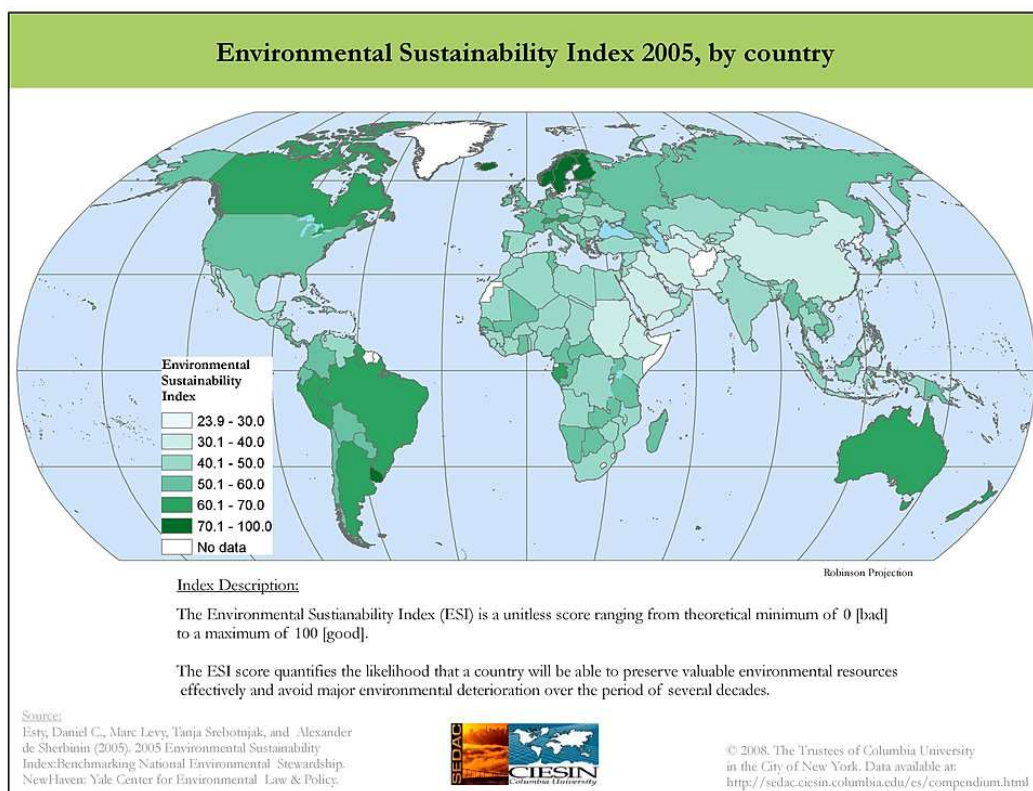 Environmental Sustainability Index 2005, by country
Environmental
Sustainability
Index
23.9 - 30.0
30.1 - 40.0
40.1 - 50.0
50.1 - 60.0
60.1 - 70.0
70.1 - 100.0
No data
Robinson Projection
Index Description:
The Environmental Sustianability Index (ESI) is a unitless score ranging from theoretical minimum of 0 [bad]
to a maximum of 100 [good].
The ESI score quantifies the likelihood that a country will be able to preserve valuable environmental resources
effectively and avoid major environmental deterioration over the period of several decades.
Source:
Esty, Daniel C., Marc Levy, Tanja Srebotnjak, and Alexander
de Sherbinin (2005). 2005 Environmental Sustainability
Index:Benchmarking National Environmental Stewardship.
NewHaven: Yale Center for Environmental Law & Policy.
SEDAC
CIESIN
Columbia University
© 2008. The Trustees of Columbia University
in the City of New York. Data available at:
http://sedac.ciesin.columbia.edu/es/compendium.html